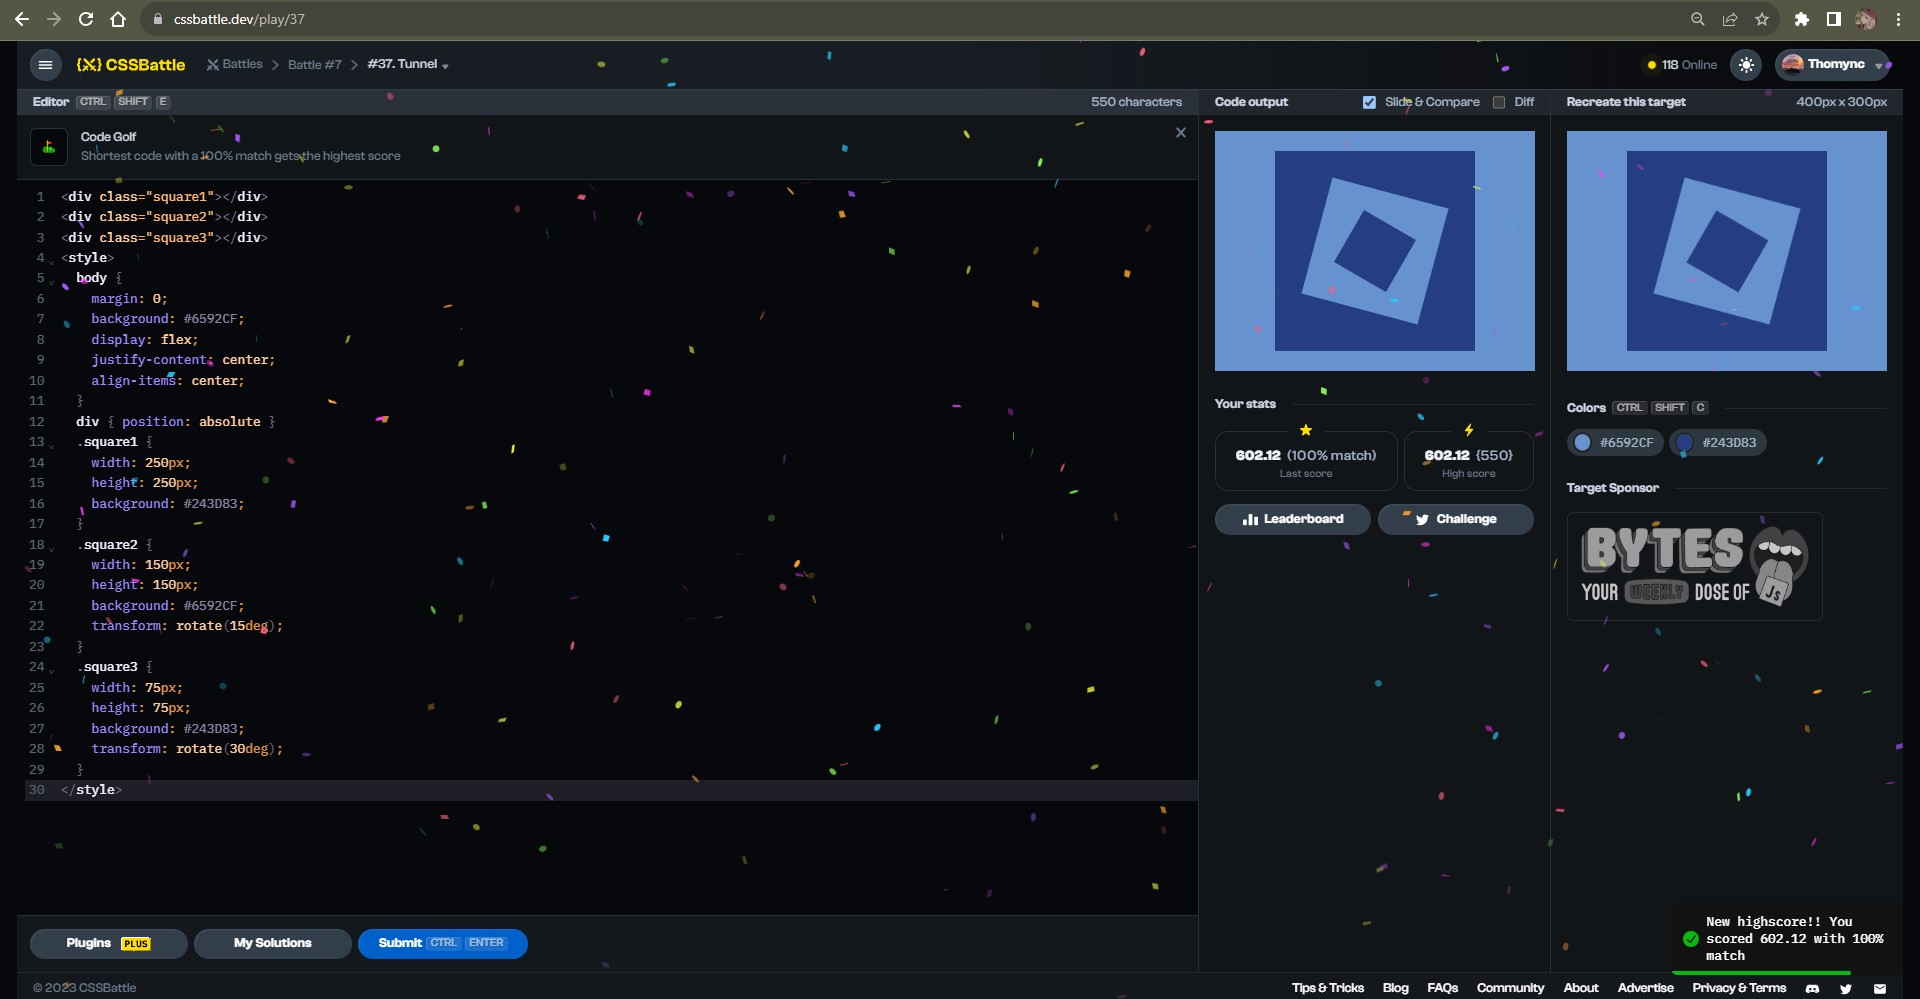 cssbattle.dev/play/37
CSSBattle
Battles > Battle #7 > #37. Tunnel
118 Online
Thomync
Editor CTRL SHIFT E
550 characters
Code output
Slide & Compare
Diff
Recreate this target
400px x 300px
Code Golf
Shortest code with a 100% match gets the highest score
1 <div class="square1"></div>
2 <div class="square2"></div>
3 <div class="square3"></div>
4 <style>
5 body {
6 margin: 0;
7 background: #6592CF;
8 display: flex;
9 justify-content: center;
10 align-items: center;
11 }
12 div { position: absolute }
13 .square1 {
14 width: 250px;
15 height: 250px;
16 background: #243D83;
17 }
18 .square2 {
19 width: 150px;
20 height: 150px;
21 background: #6592CF;
22 transform: rotate(15deg);
23 }
24 .square3 {
25 width: 75px;
26 height: 75px;
27 background: #243D83;
28 transform: rotate(30deg);
29 }
30 </style>
Your stats
602.12 (100% match)
Last score
602.12 {550}
High score
Leaderboard
Challenge
Colors CTRL SHIFT C
#6592CF
#243D83
Target Sponsor
BYTES
YOUR WEEKLY DOSE OF JS
Plugins PLUS
My Solutions
Submit CTRL ENTER
New highscore!! You
scored 602.12 with 100%
match
© 2023 CSSBattle
Tips & Tricks
Blog
FAQs
Community
About
Advertise
Privacy & Terms